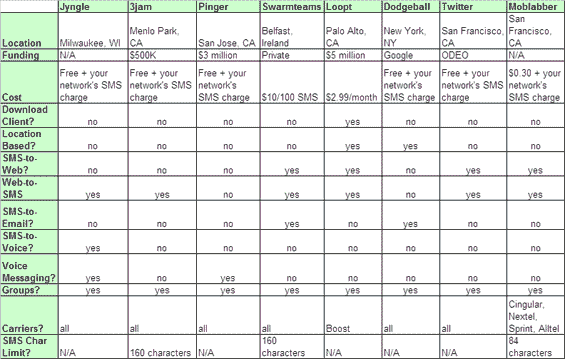 Jyngle 3jam Pinger Swarmteams Loopt Dodgeball Twitter Moblabber
Location Milwaukee, WI Menlo Park, CA San Jose, CA Belfast, Ireland Palo Alto, CA New York, NY San Francisco, CA San Francisco, CA
Funding N/A $500K $3 million Private $5 million Google ODEO N/A
Cost Free + your network's SMS charge Free + your network's SMS charge Free + your network's SMS charge $10/100 SMS $2.99/month Free + your network's SMS charge Free + your network's SMS charge $0.30 + your network's SMS charge
Download Client? no no no no yes no no no
Location Based? no no no no yes yes no no
SMS-to-Web? no no no yes yes no yes yes
Web-to-SMS yes yes no yes yes no yes yes
SMS-to-Email? no no no yes no yes no no
SMS-to-Voice? yes no no no no no no no
Voice Messaging? yes no yes no no no no no
Groups? yes yes yes yes yes yes yes yes
Carriers? all all all all Boost all all Cingular, Nextel, Sprint, Alltel
SMS Char Limit? N/A 160 characters N/A 160 characters N/A N/A N/A 84 characters